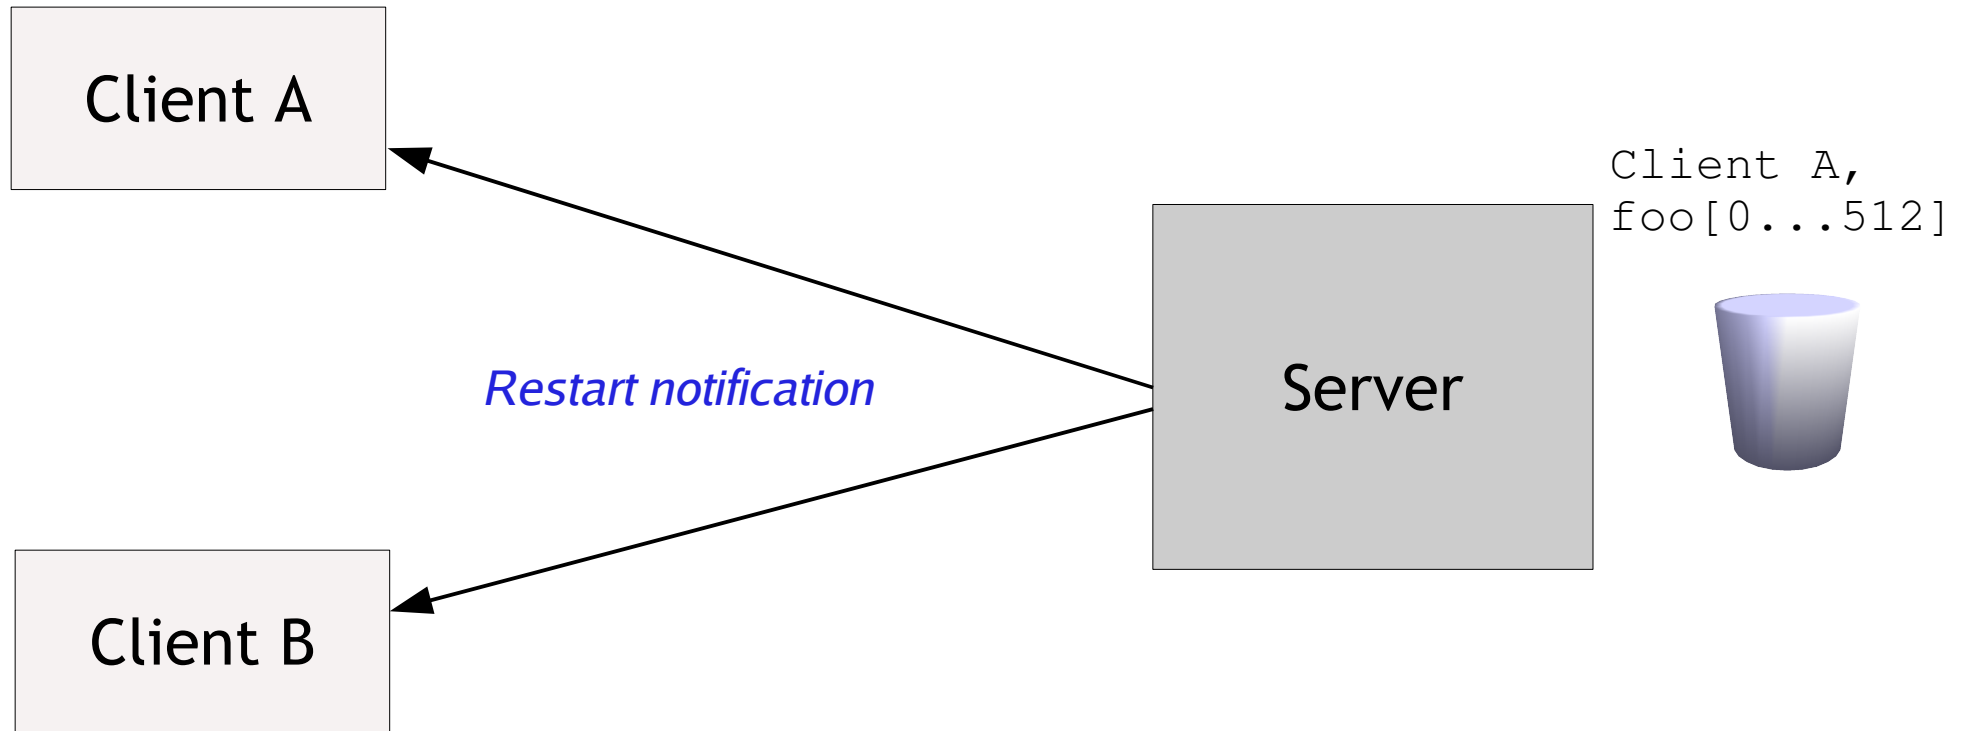 Client A
Client A,
foo[0...512]
Restart notification
Server
Client B